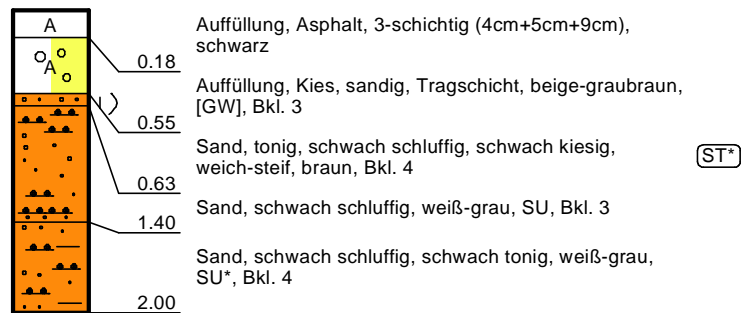 A
Auffüllung, Asphalt, 3-schichtig (4cm+5cm+9cm),
schwarz
0.18
A
Auffüllung, Kies, sandig, Tragschicht, beige-graubraun,
[GW], Bkl. 3
0.55
Sand, tonig, schwach schluffig, schwach kiesig,
weich-steif, braun, Bkl. 4
ST*
0.63
Sand, schwach schluffig, weiß-grau, SU, Bkl. 3
1.40
Sand, schwach schluffig, schwach tonig, weiß-grau,
SU*, Bkl. 4
2.00